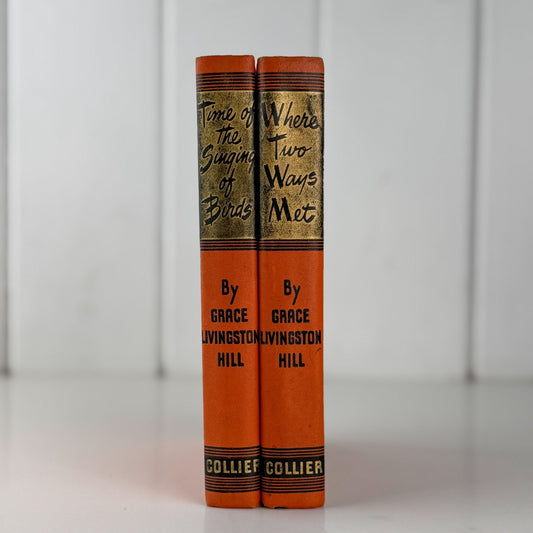 Time of
the
Singing
of
Birds
By
GRACE
LIVINGSTON
HILL
COLLIER
Where
Two
Ways
Met
By
GRACE
LIVINGSTON
HILL
COLLIER